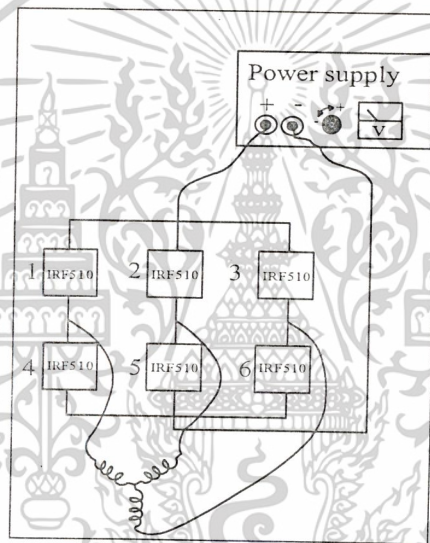 Power supply
+ - - +
V
1 IRF510 2 IRF510 3 IRF510
4 IRF510 5 IRF510 6 IRF510